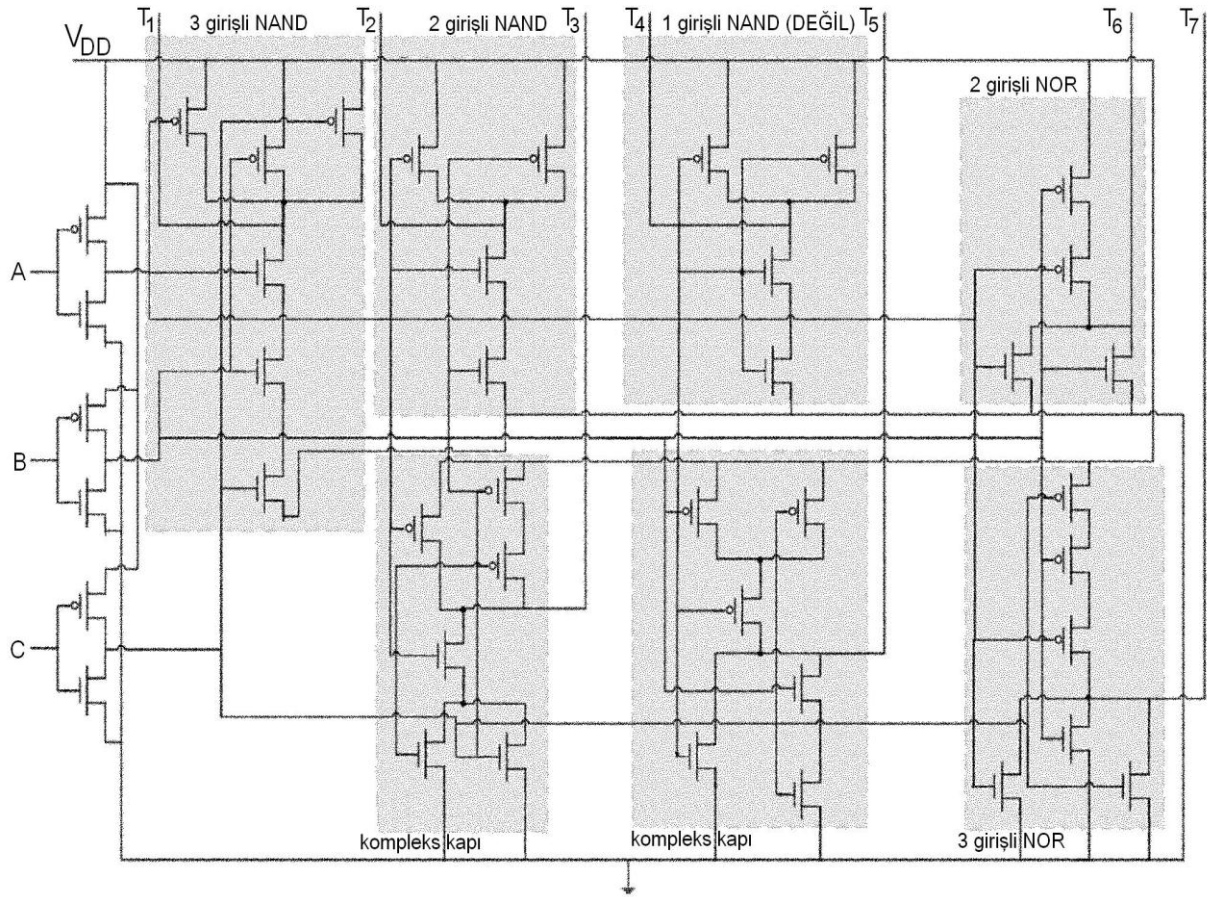 T1 3 girişli NAND T2 2 girişli NAND T3 T4 1 girişli NAND (DEĞİL) T5 T6 T7
VDD
2 girişli NOR
A
B
C
kompleks kapı kompleks kapı 3 girişli NOR